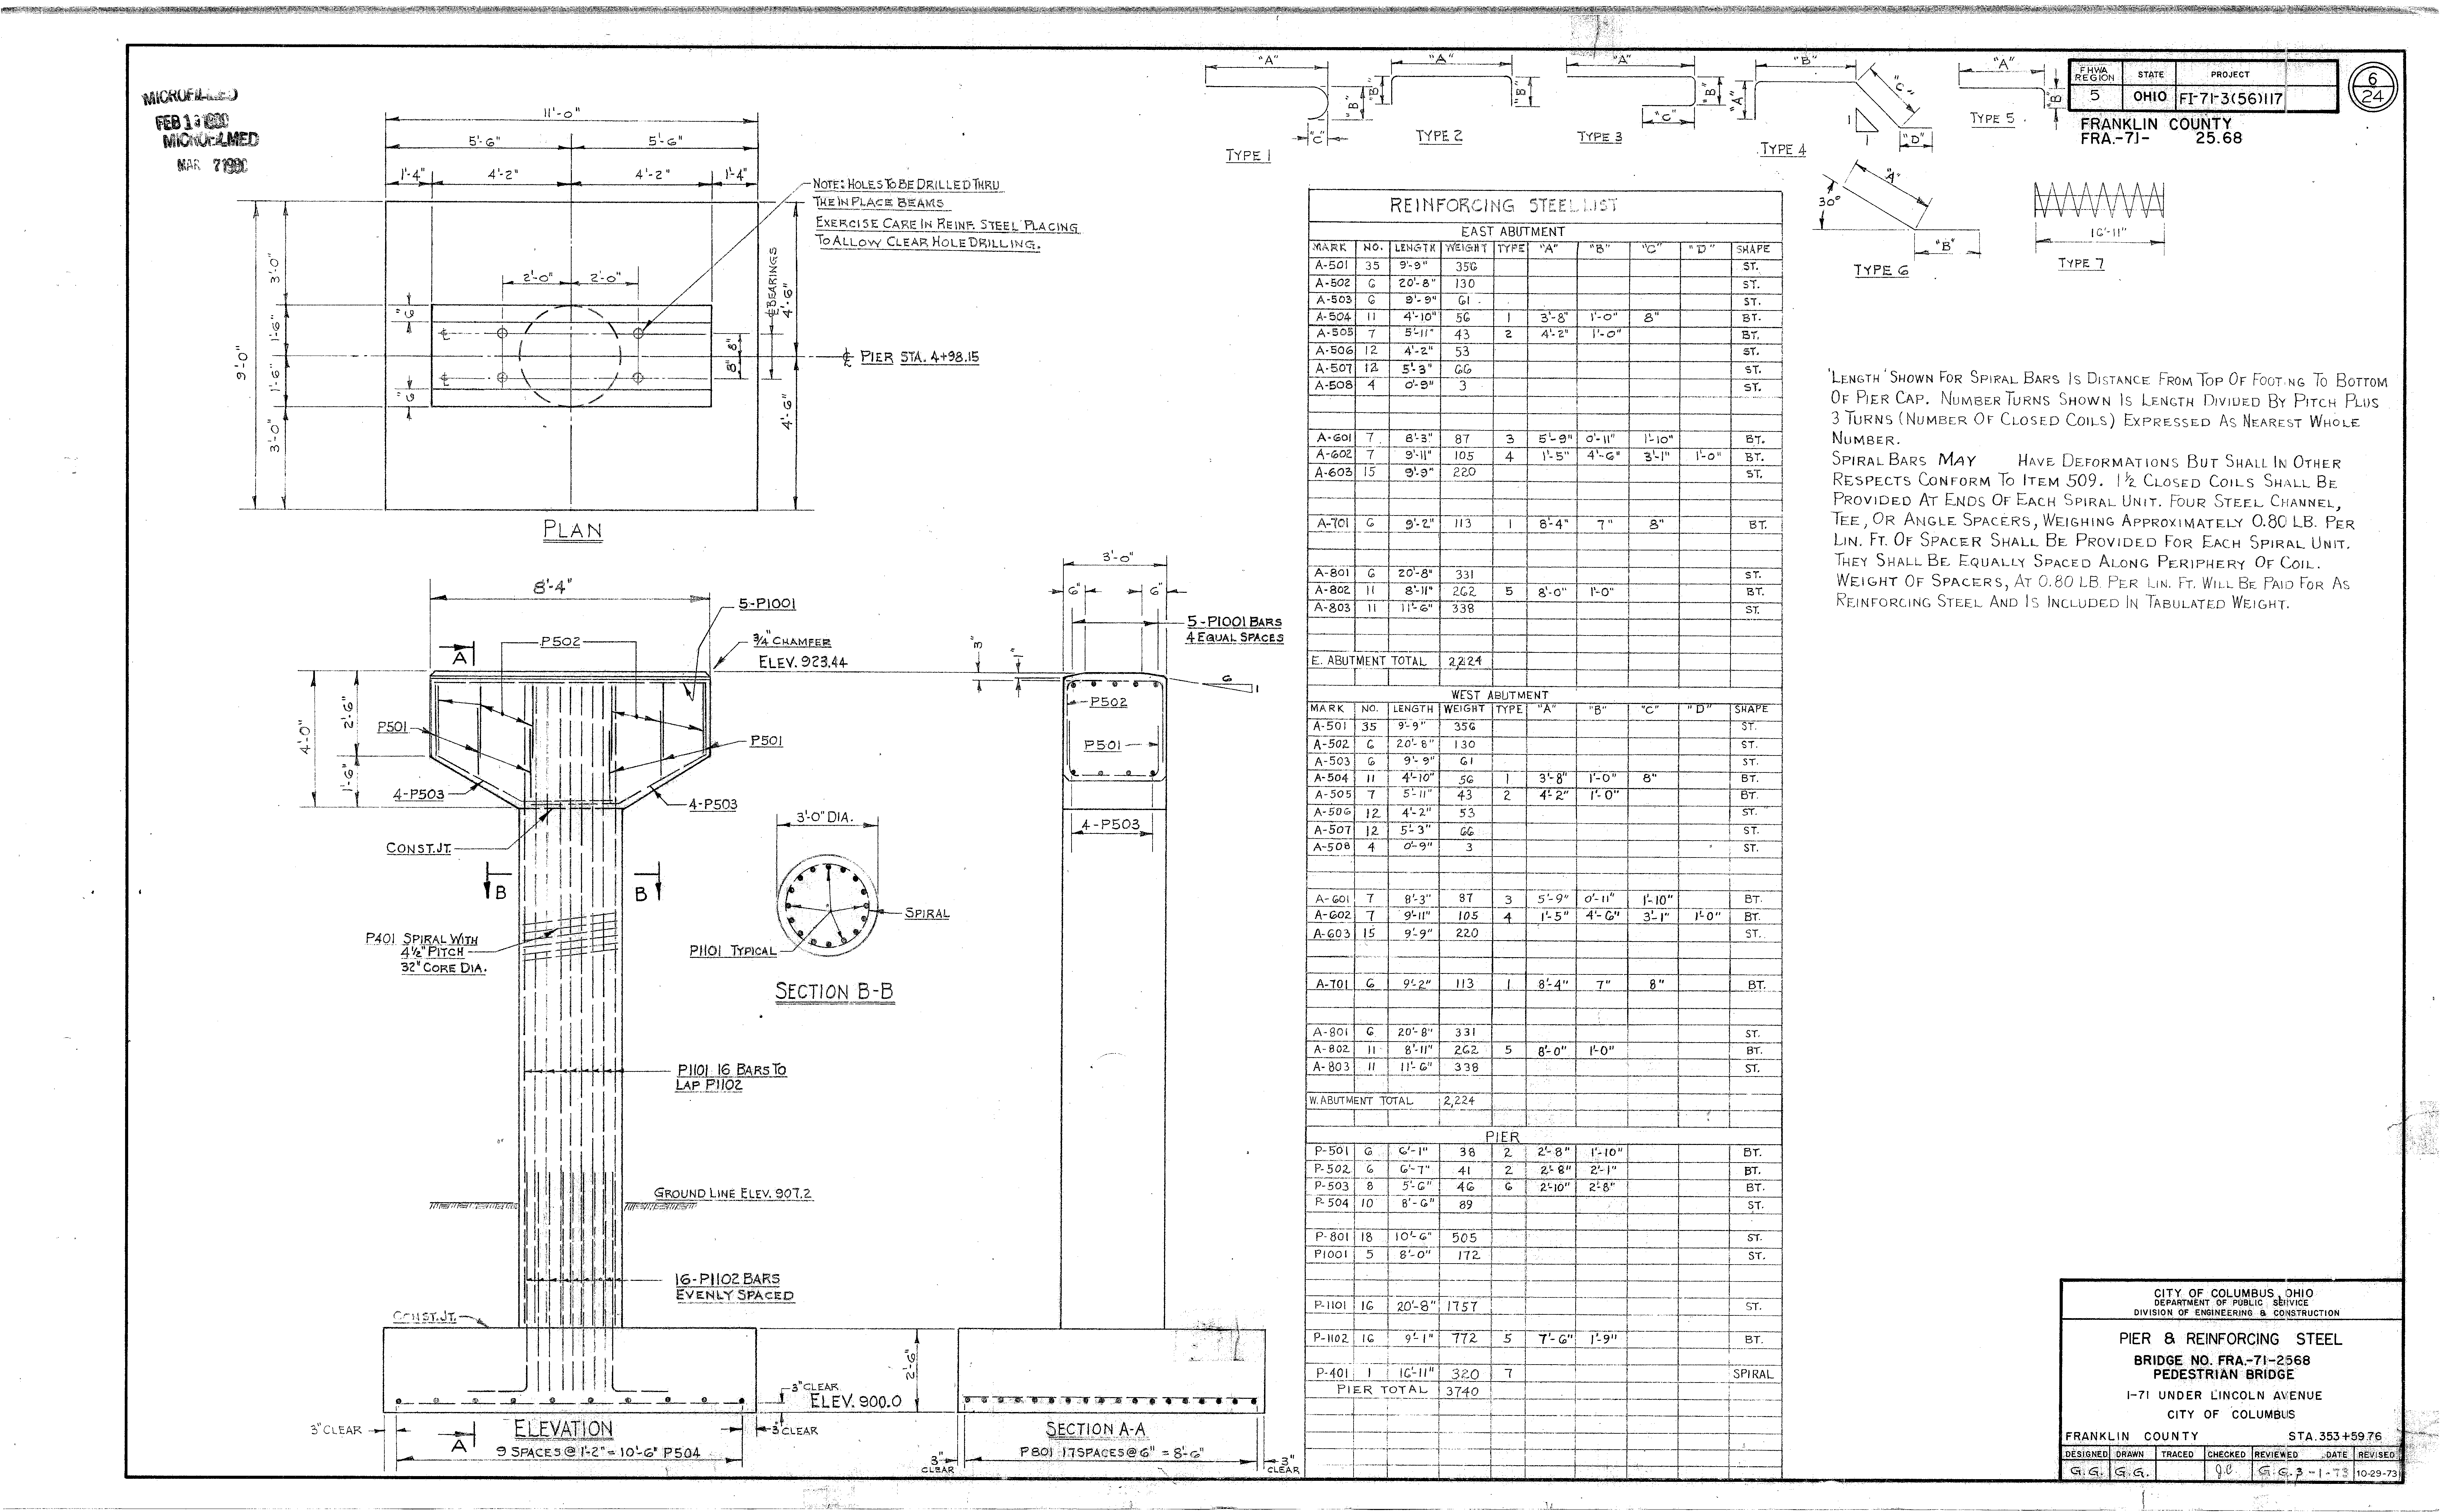 MICROFILMED
MICROFILMED
MAR 7 1980
FHWA REGION STATE PROJECT
5 OHIO FI-71-3(56)117
6
24
FRANKLIN COUNTY
FRA.-71- 25.68
"A" "B" "C"
TYPE 1
"A" "B" "B"
TYPE 2
"A" "B" "C"
TYPE 3
"B" "A" "C" "D" 1 1
TYPE 4
"A" "B"
TYPE 5
"A" 30° "B"
TYPE 6
16'-11"
TYPE 7
11'-0"
5'-6" 5'-6"
1'-4" 4'-2" 4'-2" 1'-4"
NOTE: HOLES TO BE DRILLED THRU
THE IN PLACE BEAMS
EXERCISE CARE IN REINF. STEEL PLACING
TO ALLOW CLEAR HOLE DRILLING.
9'-0"
3'-0"
1'-6"
1'-6"
3'-0"
2'-0" 2'-0"
6"
6"
8" 8"
℄ BEARINGS
4'-6"
4'-6"
℄ PIER STA. 4+98.15
PLAN
8'-4"
5-P1001
P502
3/4" CHAMFER
ELEV. 923.44
A
4'-0"
2'-6"
1'-6"
P501
P501
4-P503
4-P503
CONST. JT.
B B
P401 SPIRAL WITH
4½" PITCH
32" CORE DIA.
3'-0" DIA.
SPIRAL
P1101 TYPICAL
SECTION B-B
P1101 16 BARS TO
LAP P1102
GROUND LINE ELEV. 907.2
16-P1102 BARS
EVENLY SPACED
CONST. JT.
2'-6"
3" CLEAR
ELEV. 900.0
3" CLEAR
3" CLEAR
A
ELEVATION
9 SPACES @ 1'-2" = 10'-6" P504
3'-0"
6" 6"
5-P1001 BARS
4 EQUAL SPACES
3"
1"
6
1
P502
P501
4-P503
SECTION A-A
P801 17 SPACES @ 6" = 8'-6"
3" CLEAR
3" CLEAR
REINFORCING STEEL LIST
EAST ABUTMENT
MARK NO. LENGTH WEIGHT TYPE "A" "B" "C" "D" SHAPE
A-501 35 9'-9" 356 ST.
A-502 6 20'-8" 130 ST.
A-503 6 9'-9" 61 ST.
A-504 11 4'-10" 56 1 3'-8" 1'-0" 8" BT.
A-505 7 5'-11" 43 2 4'-2" 1'-0" BT.
A-506 12 4'-2" 53 ST.
A-507 12 5'-3" 66 ST.
A-508 4 0'-9" 3 ST.
A-601 7 8'-3" 87 3 5'-9" 0'-11" 1'-10" BT.
A-602 7 9'-11" 105 4 1'-5" 4'-6" 3'-1" 1'-0" BT.
A-603 15 9'-9" 220 ST.
A-701 6 9'-2" 113 1 8'-4" 7" 8" BT.
A-801 6 20'-8" 331 ST.
A-802 11 8'-11" 262 5 8'-0" 1'-0" BT.
A-803 11 11'-6" 338 ST.
E. ABUTMENT TOTAL 2,224
WEST ABUTMENT
MARK NO. LENGTH WEIGHT TYPE "A" "B" "C" "D" SHAPE
A-501 35 9'-9" 356 ST.
A-502 6 20'-8" 130 ST.
A-503 6 9'-9" 61 ST.
A-504 11 4'-10" 56 1 3'-8" 1'-0" 8" BT.
A-505 7 5'-11" 43 2 4'-2" 1'-0" BT.
A-506 12 4'-2" 53 ST.
A-507 12 5'-3" 66 ST.
A-508 4 0'-9" 3 ST.
A-601 7 8'-3" 87 3 5'-9" 0'-11" 1'-10" BT.
A-602 7 9'-11" 105 4 1'-5" 4'-6" 3'-1" 1'-0" BT.
A-603 15 9'-9" 220 ST.
A-701 6 9'-2" 113 1 8'-4" 7" 8" BT.
A-801 6 20'-8" 331 ST.
A-802 11 8'-11" 262 5 8'-0" 1'-0" BT.
A-803 11 11'-6" 338 ST.
W. ABUTMENT TOTAL 2,224
PIER
P-501 6 6'-1" 38 2 2'-8" 1'-10" BT.
P-502 6 6'-7" 41 2 2'-8" 2'-1" BT.
P-503 8 5'-6" 46 6 2'-10" 2'-8" BT.
P-504 10 8'-6" 89 ST.
P-801 18 10'-6" 505 ST.
P1001 5 8'-0" 172 ST.
P-1101 16 20'-8" 1757 ST.
P-1102 16 9'-1" 772 5 7'-6" 1'-9" BT.
P-401 1 16'-11" 320 7 SPIRAL
PIER TOTAL 3740
'LENGTH' SHOWN FOR SPIRAL BARS IS DISTANCE FROM TOP OF FOOTING TO BOTTOM
OF PIER CAP. NUMBER TURNS SHOWN IS LENGTH DIVIDED BY PITCH PLUS
3 TURNS (NUMBER OF CLOSED COILS) EXPRESSED AS NEAREST WHOLE
NUMBER.
SPIRAL BARS MAY HAVE DEFORMATIONS BUT SHALL IN OTHER
RESPECTS CONFORM TO ITEM 509. 1½ CLOSED COILS SHALL BE
PROVIDED AT ENDS OF EACH SPIRAL UNIT. FOUR STEEL CHANNEL,
TEE, OR ANGLE SPACERS, WEIGHING APPROXIMATELY 0.80 LB. PER
LIN. FT. OF SPACER SHALL BE PROVIDED FOR EACH SPIRAL UNIT.
THEY SHALL BE EQUALLY SPACED ALONG PERIPHERY OF COIL.
WEIGHT OF SPACERS, AT 0.80 LB. PER LIN. FT. WILL BE PAID FOR AS
REINFORCING STEEL AND IS INCLUDED IN TABULATED WEIGHT.
CITY OF COLUMBUS, OHIO
DEPARTMENT OF PUBLIC SERVICE
DIVISION OF ENGINEERING & CONSTRUCTION
PIER & REINFORCING STEEL
BRIDGE NO. FRA.-71-2568
PEDESTRIAN BRIDGE
I-71 UNDER LINCOLN AVENUE
CITY OF COLUMBUS
FRANKLIN COUNTY STA. 353+59.76
DESIGNED DRAWN TRACED CHECKED REVIEWED DATE REVISED
G.G. G.G. J.C. G.G. 3-1-73 10-29-73